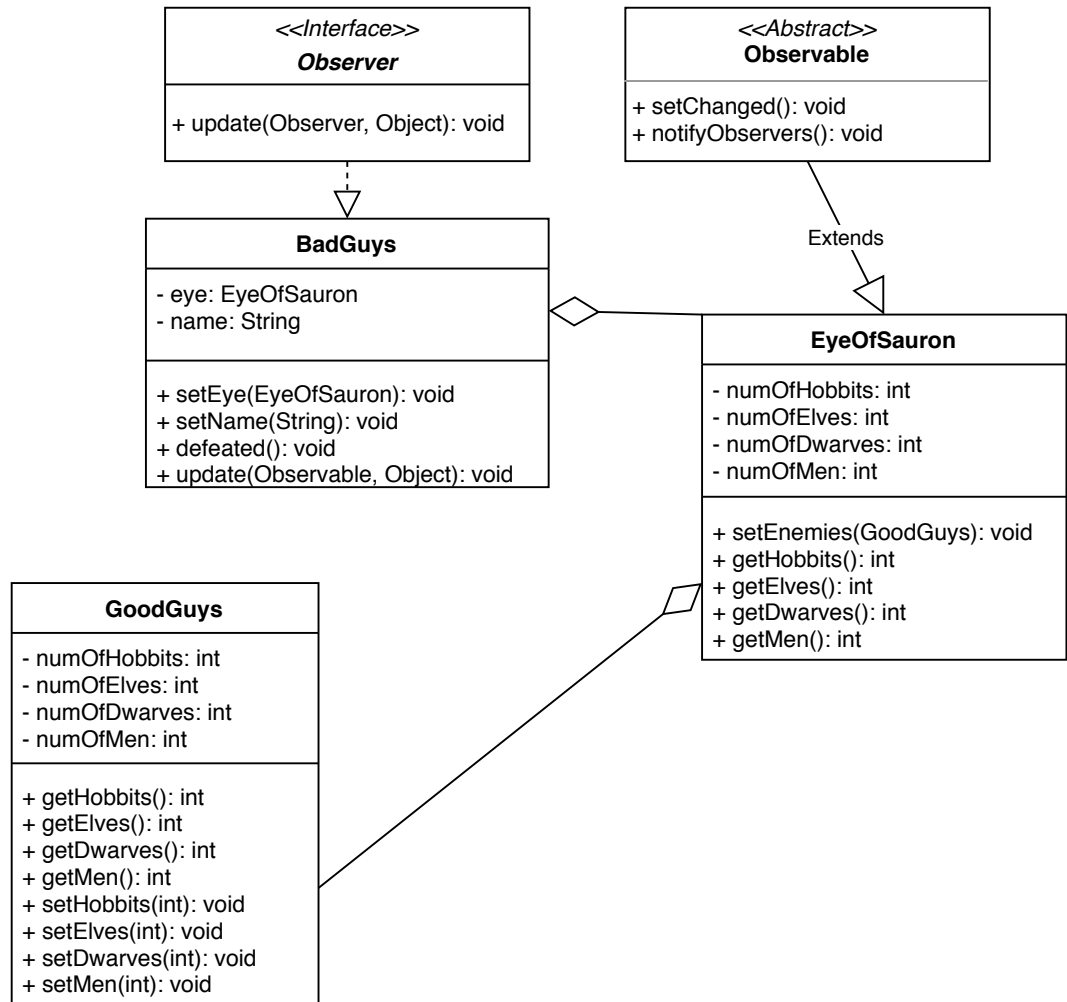 <<Interface>>
Observer
+ update(Observer, Object): void
<<Abstract>>
Observable
+ setChanged(): void
+ notifyObservers(): void
Extends
BadGuys
- eye: EyeOfSauron
- name: String
+ setEye(EyeOfSauron): void
+ setName(String): void
+ defeated(): void
+ update(Observable, Object): void
EyeOfSauron
- numOfHobbits: int
- numOfElves: int
- numOfDwarves: int
- numOfMen: int
+ setEnemies(GoodGuys): void
+ getHobbits(): int
+ getElves(): int
+ getDwarves(): int
+ getMen(): int
GoodGuys
- numOfHobbits: int
- numOfElves: int
- numOfDwarves: int
- numOfMen: int
+ getHobbits(): int
+ getElves(): int
+ getDwarves(): int
+ getMen(): int
+ setHobbits(int): void
+ setElves(int): void
+ setDwarves(int): void
+ setMen(int): void